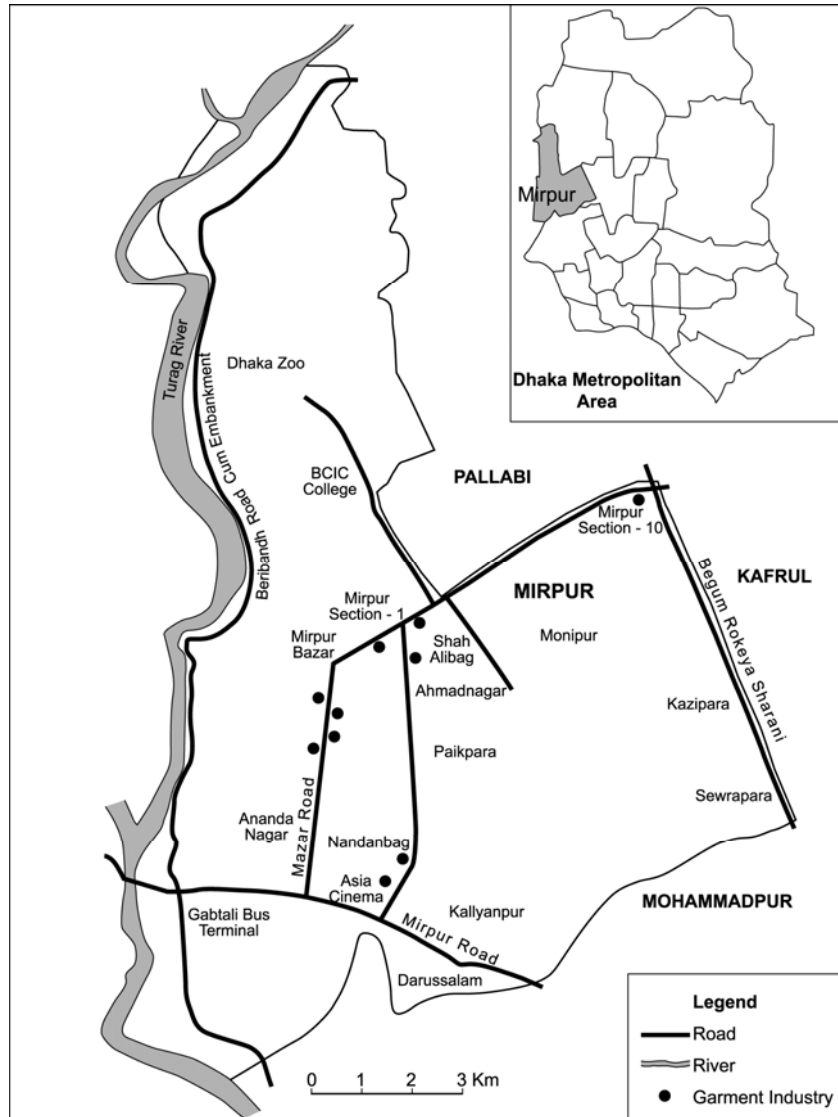 Mirpur
Dhaka Metropolitan
Area
Turag River
Beribandh Road Cum Embankment
Dhaka Zoo
BCIC
College
PALLABI
Mirpur
Section - 10
MIRPUR
KAFRUL
Begum Rokeya Sharani
Mirpur
Section - 1
Mirpur
Bazar
Shah
Alibag
Monipur
Ahmadnagar
Kazipara
Paikpara
Sewrapara
Ananda
Nagar
Mazar Road
Nandanbag
Asia
Cinema
Kallyanpur
MOHAMMADPUR
Gabtali Bus
Terminal
Mirpur Road
Darussalam
Legend
Road
River
Garment Industry
0 1 2 3 Km